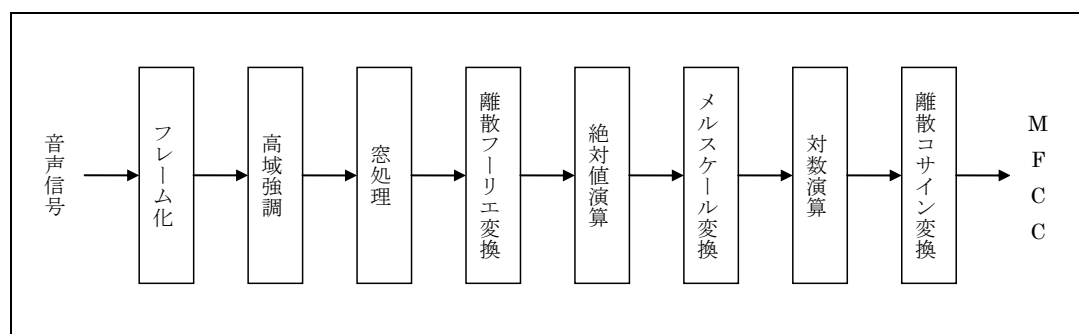 音声信号
フレーム化
高域強調
窓処理
離散フーリエ変換
絶対値演算
メルスケール変換
対数演算
離散コサイン変換
MFCC